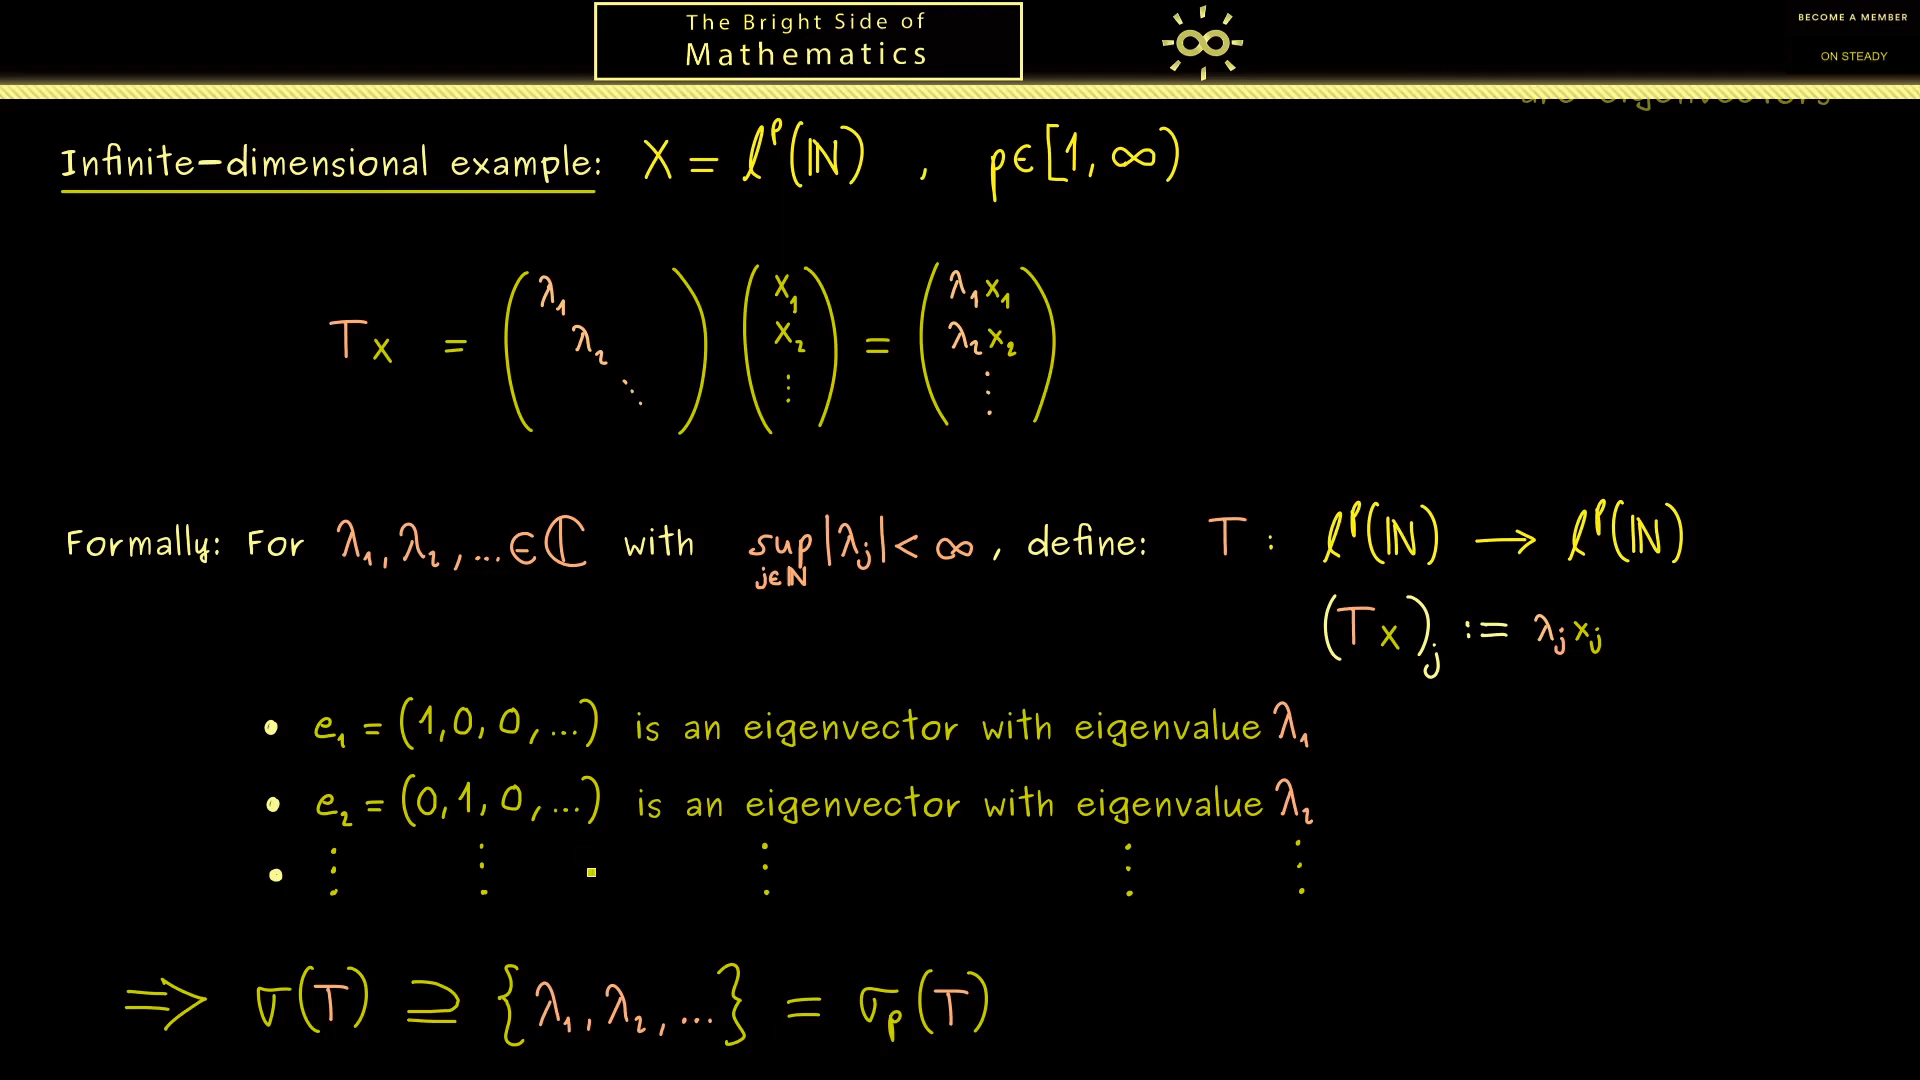 The Bright Side of
Mathematics
BECOME A MEMBER
ON STEADY
Infinite-dimensional example: X = ℓᵖ(ℕ) , p∈[1, ∞)
Tx = (λ₁ λ₂ ⋱) (x₁ x₂ ⋮) = (λ₁x₁ λ₂x₂ ⋮)
Formally: For λ₁, λ₂, ... ∈ ℂ with sup_{j∈ℕ} |λⱼ| < ∞, define: T: ℓᵖ(ℕ) ⟶ ℓᵖ(ℕ)
(Tx)ⱼ := λⱼxⱼ
• e₁ = (1, 0, 0, ...) is an eigenvector with eigenvalue λ₁
• e₂ = (0, 1, 0, ...) is an eigenvector with eigenvalue λ₂
• ⋮ ⋮ ⋮ ⋮ ⋮
⟹ σ(T) ⊇ {λ₁, λ₂, ...} = σₚ(T)